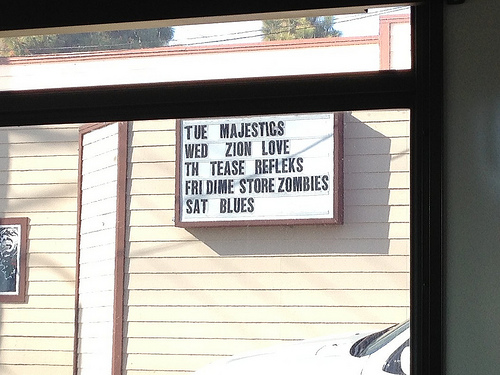 TUE MAJESTICS
WED ZION LOVE
TH TEASE REFLEKS
FRI DIME STORE ZOMBIES
SAT BLUES